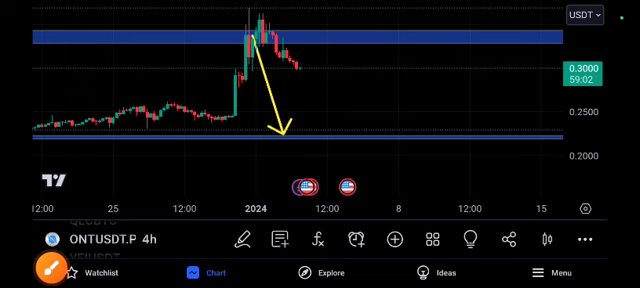 USDT
0.3000
59:02
0.2500
0.2000
12:00 25 12:00 2024 12:00 8 12:00 15
ONTUSDT.P 4h
Watchlist Chart Explore Ideas Menu